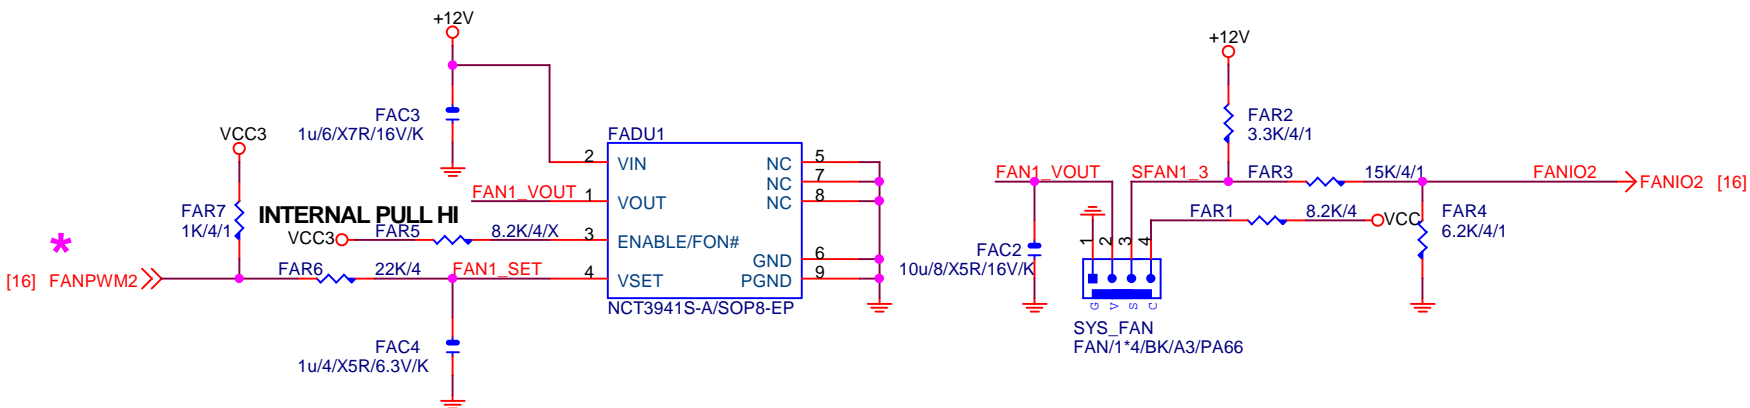 +12V
+12V
FAC3
1u/6/X7R/16V/K
FAR2
3.3K/4/1
VCC3
FADU1
2 VIN NC 5
NC 7
FAN1_VOUT 1 VOUT NC 8
FAN1_VOUT SFAN1_3 FAR3 15K/4/1 FANIO2 FANIO2 [16]
FAR7
1K/4/1
INTERNAL PULL HI
VCC3 FAR5 8.2K/4/X 3 ENABLE/FON#
FAR1 8.2K/4 VCC
FAR4
6.2K/4/1
*
GND 6
[16] FANPWM2 FAR6 22K/4 FAN1_SET 4 VSET PGND 9
FAC2
10u/8/X5R/16V/K
1 2 3 4
G V S C
NCT3941S-A/SOP8-EP
SYS_FAN
FAN/1*4/BK/A3/PA66
FAC4
1u/4/X5R/6.3V/K